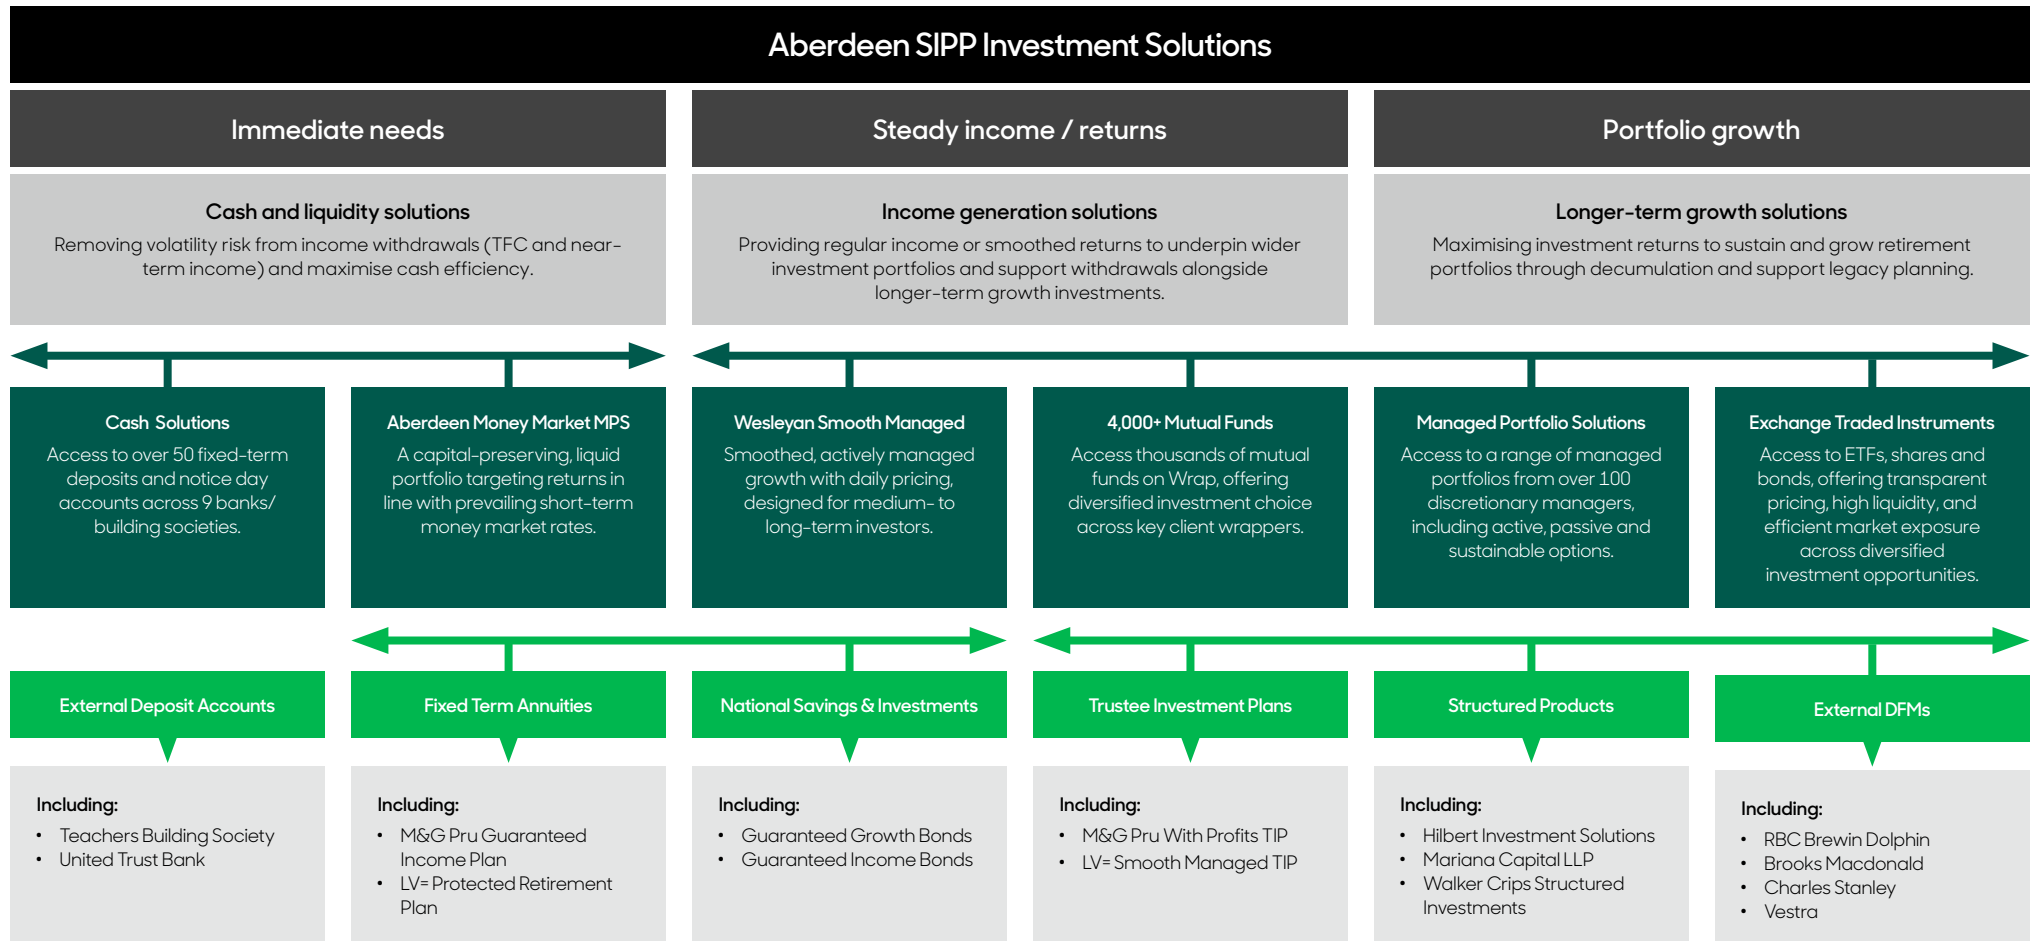 Aberdeen SIPP Investment Solutions
Immediate needs
Steady income / returns
Portfolio growth
Cash and liquidity solutions
Removing volatility risk from income withdrawals (TFC and near-
term income) and maximise cash efficiency.
Income generation solutions
Providing regular income or smoothed returns to underpin wider
investment portfolios and support withdrawals alongside
longer-term growth investments.
Longer-term growth solutions
Maximising investment returns to sustain and grow retirement
portfolios through decumulation and support legacy planning.
Cash Solutions
Access to over 50 fixed-term
deposits and notice day
accounts across 9 banks/
building societies.
Aberdeen Money Market MPS
A capital-preserving, liquid
portfolio targeting returns in
line with prevailing short-term
money market rates.
Wesleyan Smooth Managed
Smoothed, actively managed
growth with daily pricing,
designed for medium- to
long-term investors.
4,000+ Mutual Funds
Access thousands of mutual
funds on Wrap, offering
diversified investment choice
across key client wrappers.
Managed Portfolio Solutions
Access to a range of managed
portfolios from over 100
discretionary managers,
including active, passive and
sustainable options.
Exchange Traded Instruments
Access to ETFs, shares and
bonds, offering transparent
pricing, high liquidity, and
efficient market exposure
across diversified
investment opportunities.
External Deposit Accounts
Fixed Term Annuities
National Savings & Investments
Trustee Investment Plans
Structured Products
External DFMs
Including:
• Teachers Building Society
• United Trust Bank
Including:
• M&G Pru Guaranteed
Income Plan
• LV= Protected Retirement
Plan
Including:
• Guaranteed Growth Bonds
• Guaranteed Income Bonds
Including:
• M&G Pru With Profits TIP
• LV= Smooth Managed TIP
Including:
• Hilbert Investment Solutions
• Mariana Capital LLP
• Walker Crips Structured
Investments
Including:
• RBC Brewin Dolphin
• Brooks Macdonald
• Charles Stanley
• Vestra